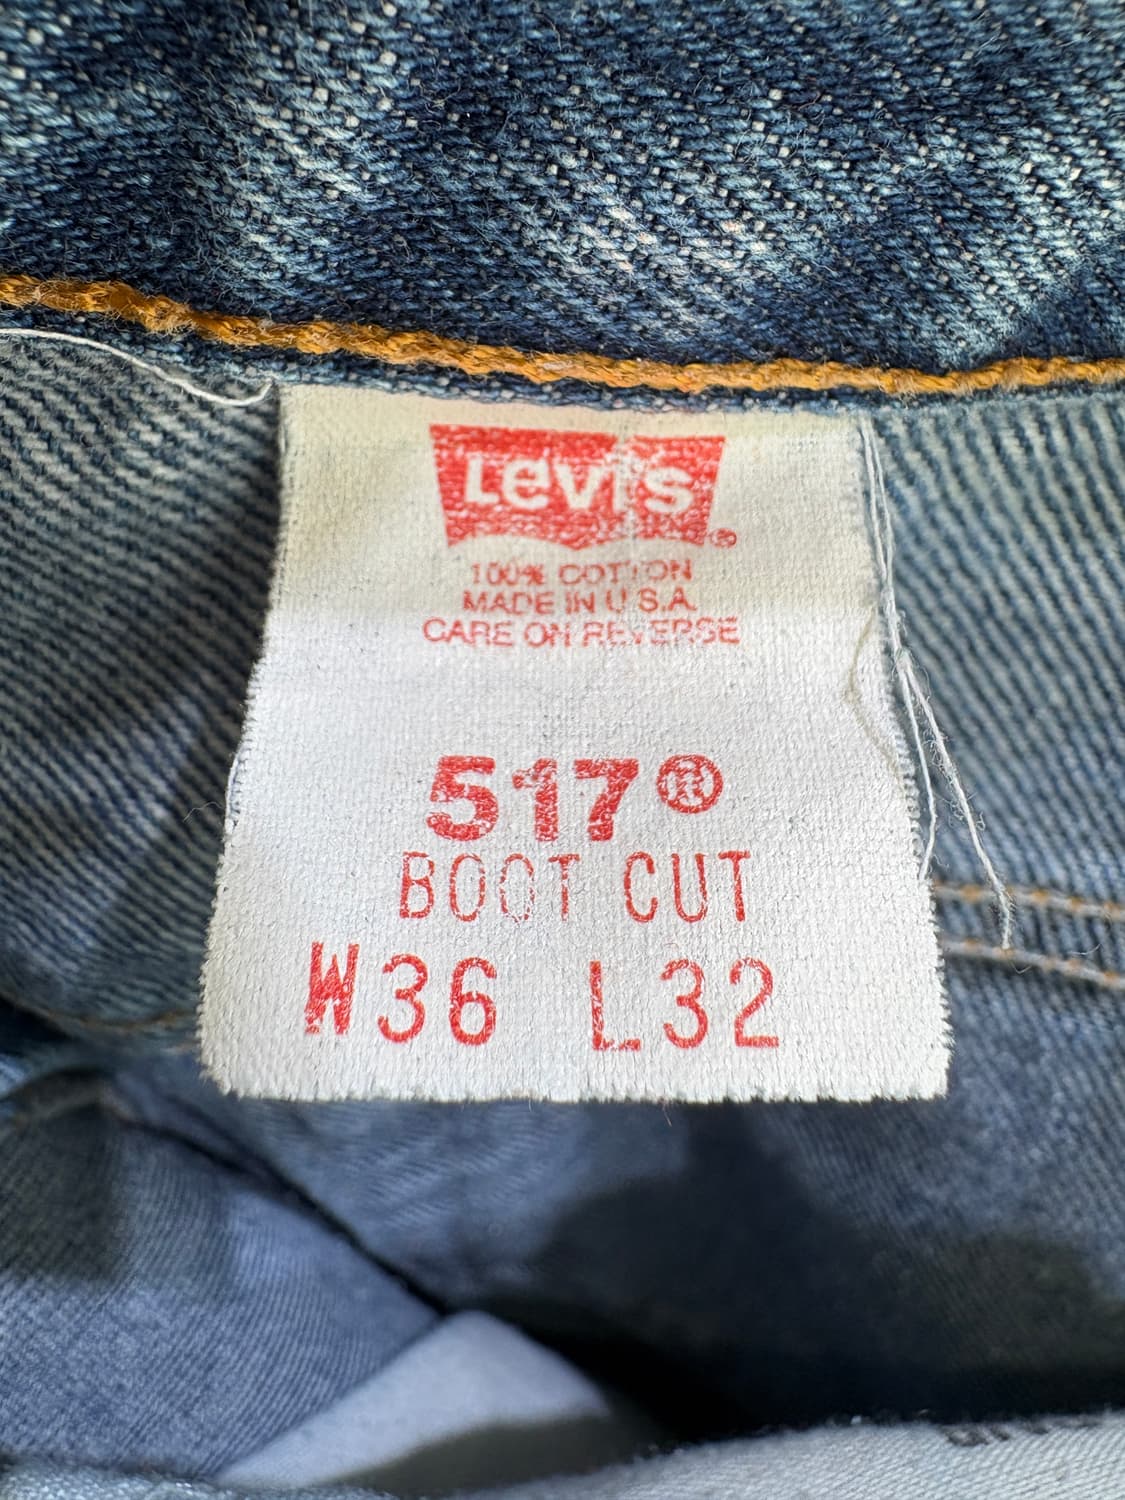 Levi's®
100% COTTON
MADE IN U.S.A.
CARE ON REVERSE
517®
BOOT CUT
W36 L32